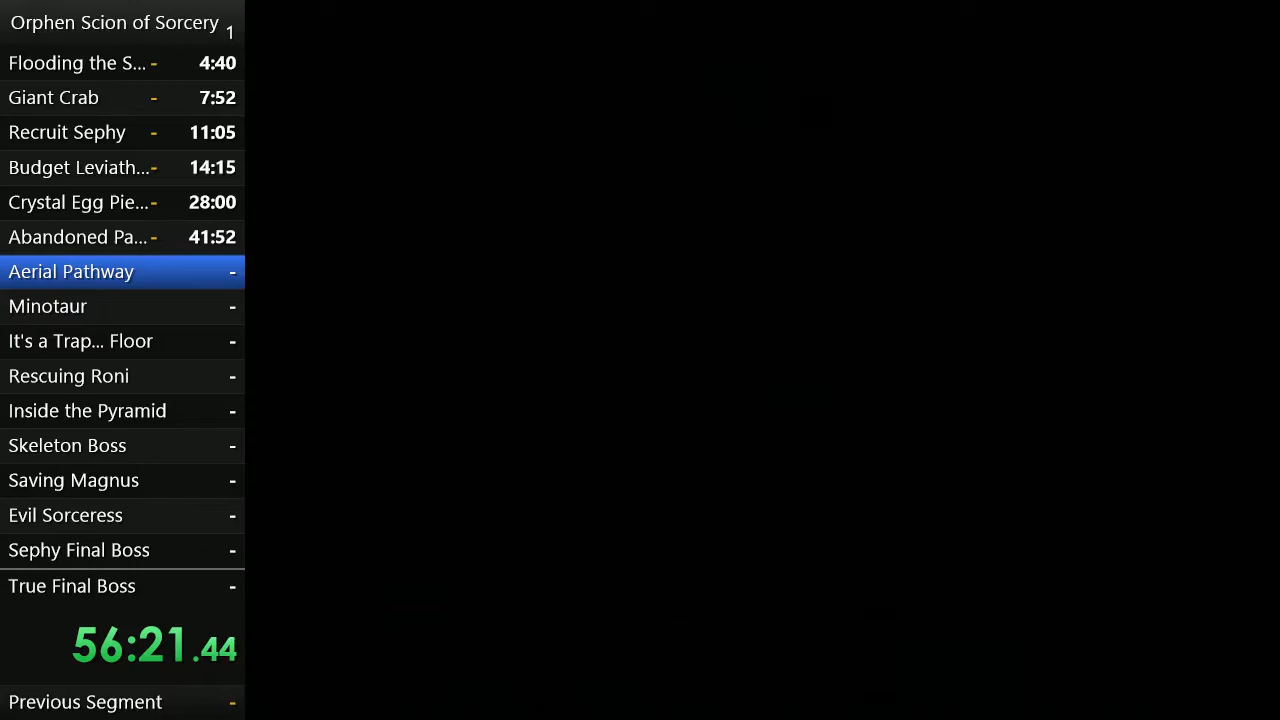 Orphen Scion of Sorcery 1
Flooding the S... - 4:40
Giant Crab - 7:52
Recruit Sephy - 11:05
Budget Leviath... - 14:15
Crystal Egg Pie... - 28:00
Abandoned Pa... - 41:52
Aerial Pathway -
Minotaur -
It's a Trap... Floor -
Rescuing Roni -
Inside the Pyramid -
Skeleton Boss -
Saving Magnus -
Evil Sorceress -
Sephy Final Boss -
True Final Boss -
56:21.44
Previous Segment -